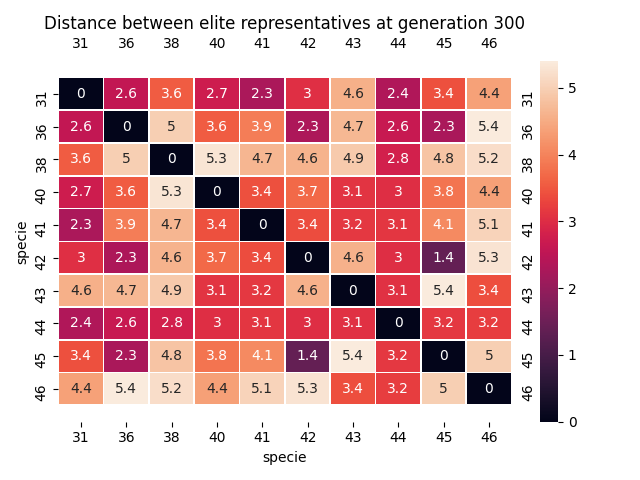 Distance between elite representatives at generation 300
31 36 38 40 41 42 43 44 45 46
31 0 2.6 3.6 2.7 2.3 3 4.6 2.4 3.4 4.4 31
36 2.6 0 5 3.6 3.9 2.3 4.7 2.6 2.3 5.4 36
38 3.6 5 0 5.3 4.7 4.6 4.9 2.8 4.8 5.2 38
40 2.7 3.6 5.3 0 3.4 3.7 3.1 3 3.8 4.4 40
41 2.3 3.9 4.7 3.4 0 3.4 3.2 3.1 4.1 5.1 41
42 3 2.3 4.6 3.7 3.4 0 4.6 3 1.4 5.3 42
43 4.6 4.7 4.9 3.1 3.2 4.6 0 3.1 5.4 3.4 43
44 2.4 2.6 2.8 3 3.1 3 3.1 0 3.2 3.2 44
45 3.4 2.3 4.8 3.8 4.1 1.4 5.4 3.2 0 5 45
46 4.4 5.4 5.2 4.4 5.1 5.3 3.4 3.2 5 0 46
31 36 38 40 41 42 43 44 45 46
specie
specie
5
4
3
2
1
0